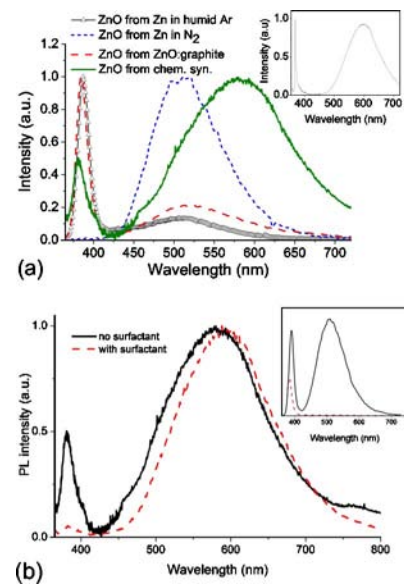 ZnO from Zn in humid Ar
ZnO from Zn in N2
ZnO from ZnO:graphite
ZnO from chem. syn.
Intensity (a.u.)
1.0
0.8
0.6
0.4
0.2
0.0
400 450 500 550 600 650 700
Wavelength (nm)
Intensity (a.u.)
1.0
0.5
0.0
400 500 600 700
Wavelength (nm)
(a)
no surfactant
with surfactant
PL intensity (a.u.)
1.0
0.5
0.0
400 500 600 700 800
Wavelength (nm)
PL intensity (a.u.)
400 500 600 700
Wavelength (nm)
(b)